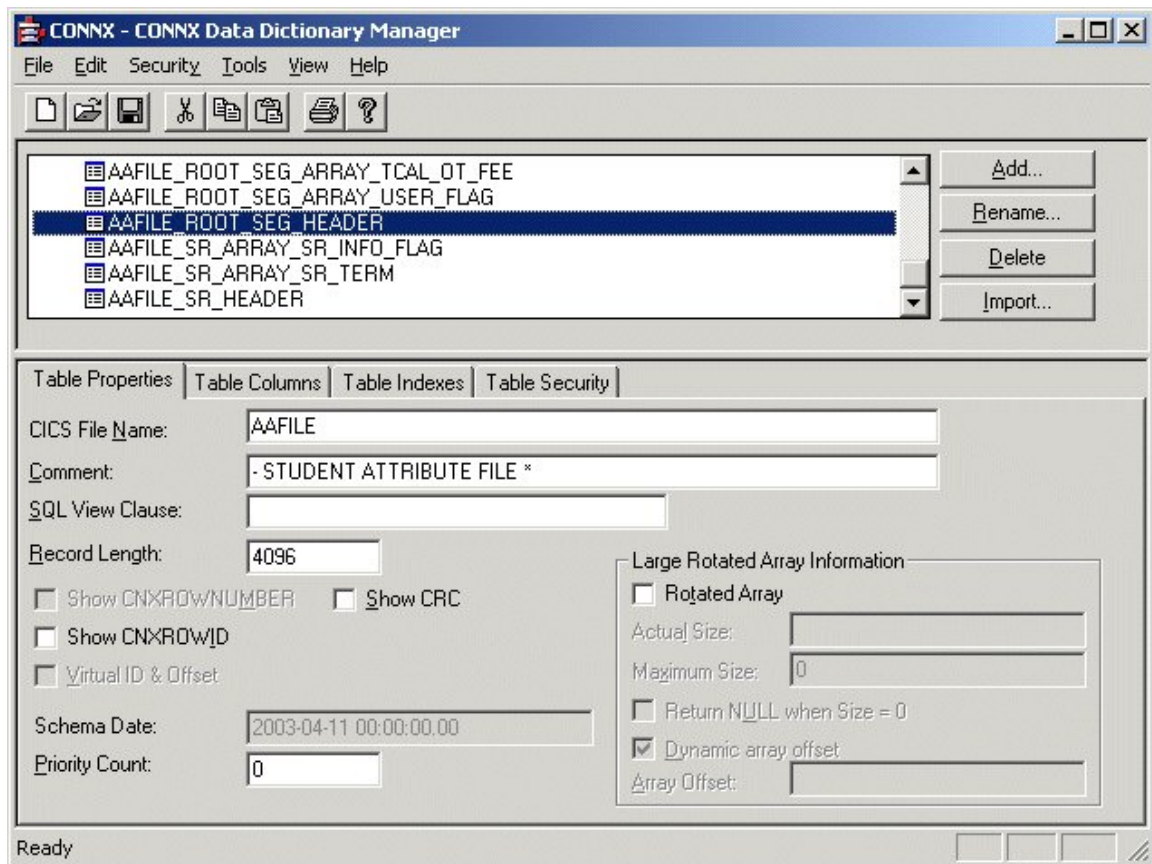 CONNX - CONNX Data Dictionary Manager
File Edit Security Tools View Help
AAFILE_ROOT_SEG_ARRAY_TCAL_OT_FEE
AAFILE_ROOT_SEG_ARRAY_USER_FLAG
AAFILE_ROOT_SEG_HEADER
AAFILE_SR_ARRAY_SR_INFO_FLAG
AAFILE_SR_ARRAY_SR_TERM
AAFILE_SR_HEADER
Add...
Rename...
Delete
Import...
Table Properties Table Columns Table Indexes Table Security
CICS File Name: AAFILE
Comment: - STUDENT ATTRIBUTE FILE *
SQL View Clause:
Record Length: 4096
Show CNXROWNUMBER Show CRC
Show CNXROWID
Virtual ID & Offset
Schema Date: 2003-04-11 00:00:00.00
Priority Count: 0
Large Rotated Array Information
Rotated Array
Actual Size:
Maximum Size: 0
Return NULL when Size = 0
Dynamic array offset
Array Offset:
Ready